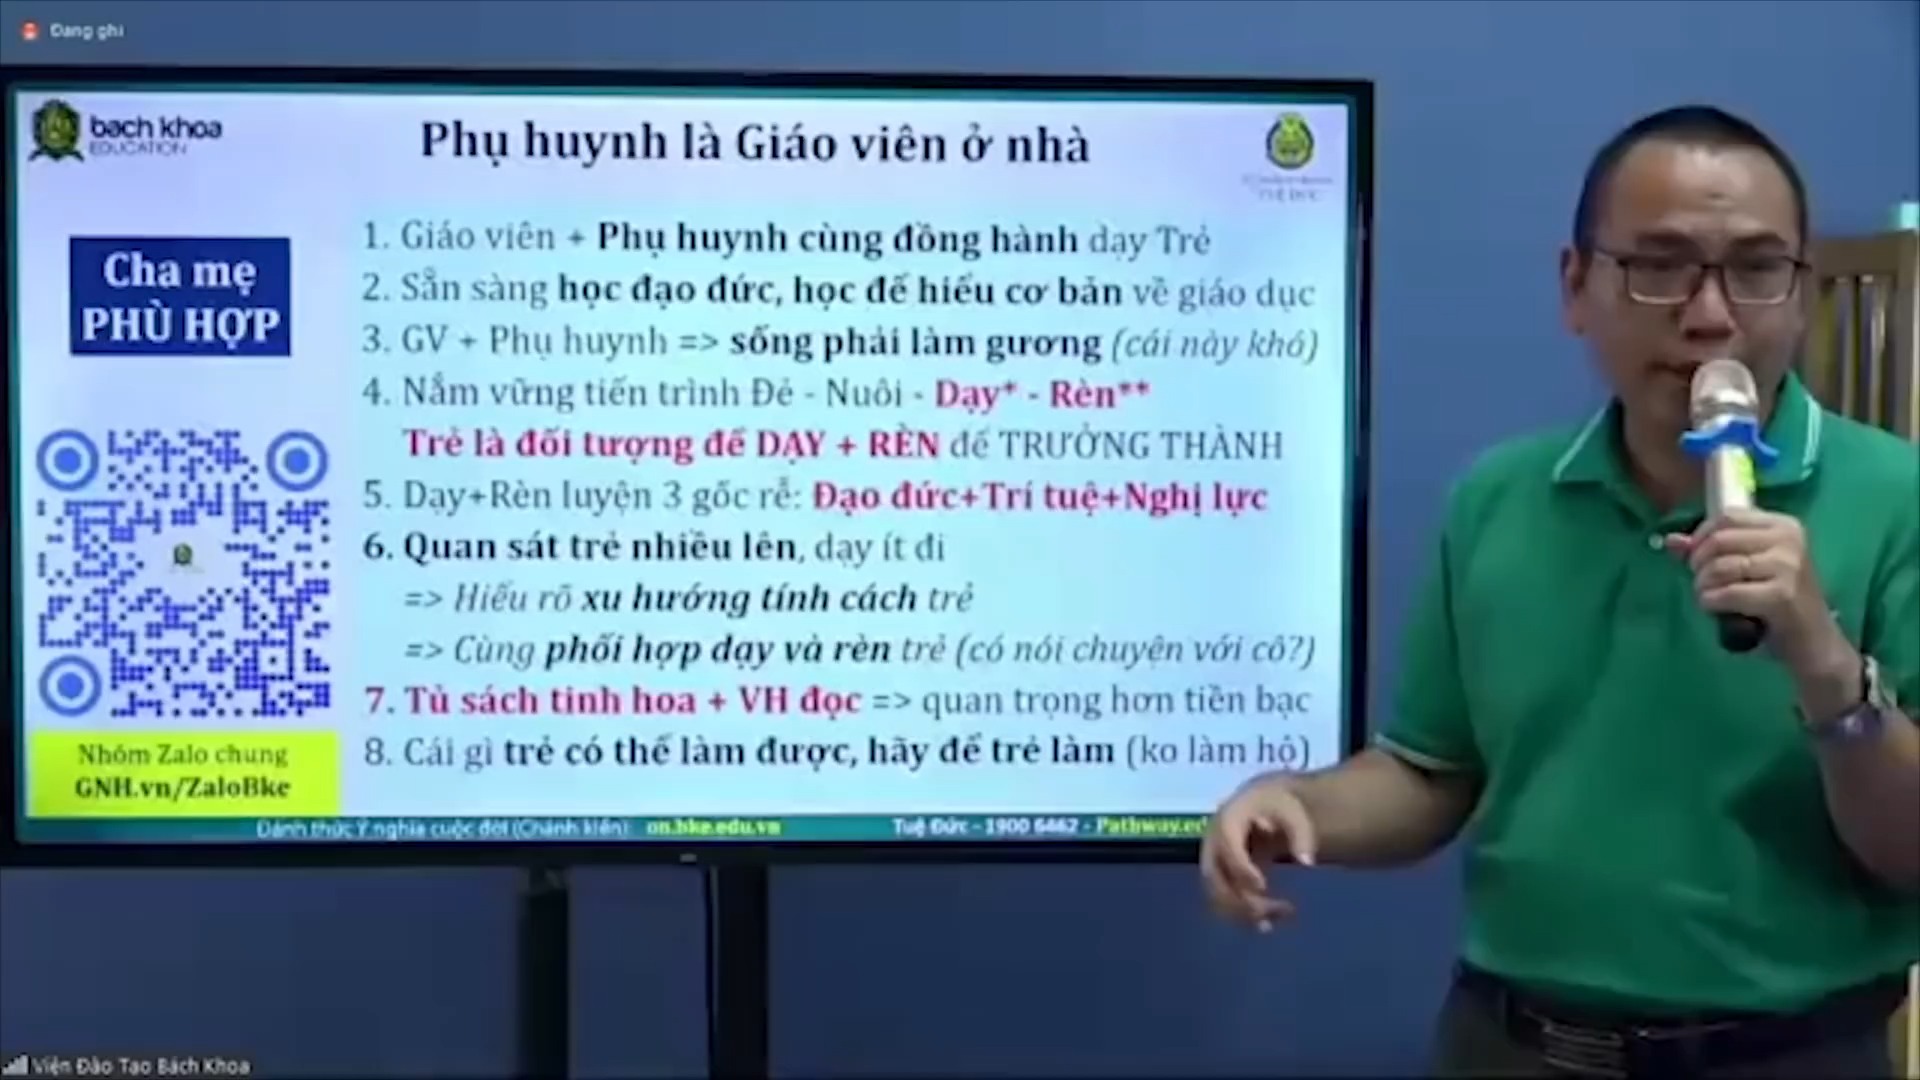 Đang ghi
bach khoa
EDUCATION
Phụ huynh là Giáo viên ở nhà
Cha mẹ
PHÙ HỢP
1. Giáo viên + Phụ huynh cùng đồng hành dạy Trẻ
2. Sẵn sàng học đạo đức, học để hiểu cơ bản về giáo dục
3. GV + Phụ huynh => sống phải làm gương (cái này khó)
4. Nắm vững tiến trình Đẻ - Nuôi - Dạy* - Rèn**
Trẻ là đối tượng để DẠY + RÈN để TRƯỞNG THÀNH
5. Dạy+Rèn luyện 3 gốc rễ: Đạo đức+Trí tuệ+Nghị lực
6. Quan sát trẻ nhiều lên, dạy ít đi
=> Hiểu rõ xu hướng tính cách trẻ
=> Cùng phối hợp dạy và rèn trẻ (có nói chuyện với cô?)
7. Tủ sách tinh hoa + VH đọc => quan trọng hơn tiền bạc
8. Cái gì trẻ có thể làm được, hãy để trẻ làm (ko làm hộ)
Nhóm Zalo chung
GNH.vn/ZaloBke
Đánh thức Ý nghĩa cuộc đời (Chánh kiến): on.bke.edu.vn
Tuệ Đức - 1900 6462 - Pathway.ed
Viện Đào Tạo Bách Khoa